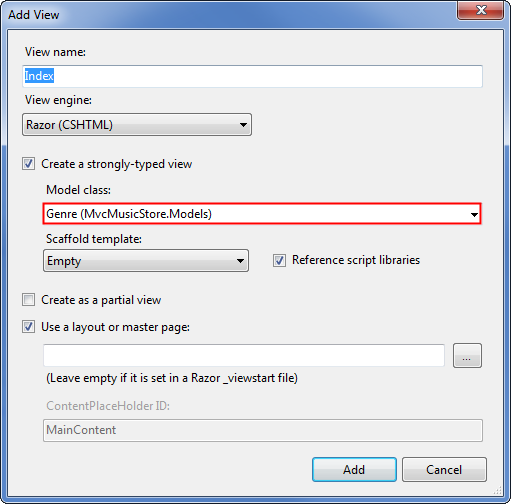 Add View
View name:
Index
View engine:
Razor (CSHTML)
Create a strongly-typed view
Model class:
Genre (MvcMusicStore.Models)
Scaffold template:
Empty
Reference script libraries
Create as a partial view
Use a layout or master page:
...
(Leave empty if it is set in a Razor _viewstart file)
ContentPlaceHolder ID:
MainContent
Add
Cancel